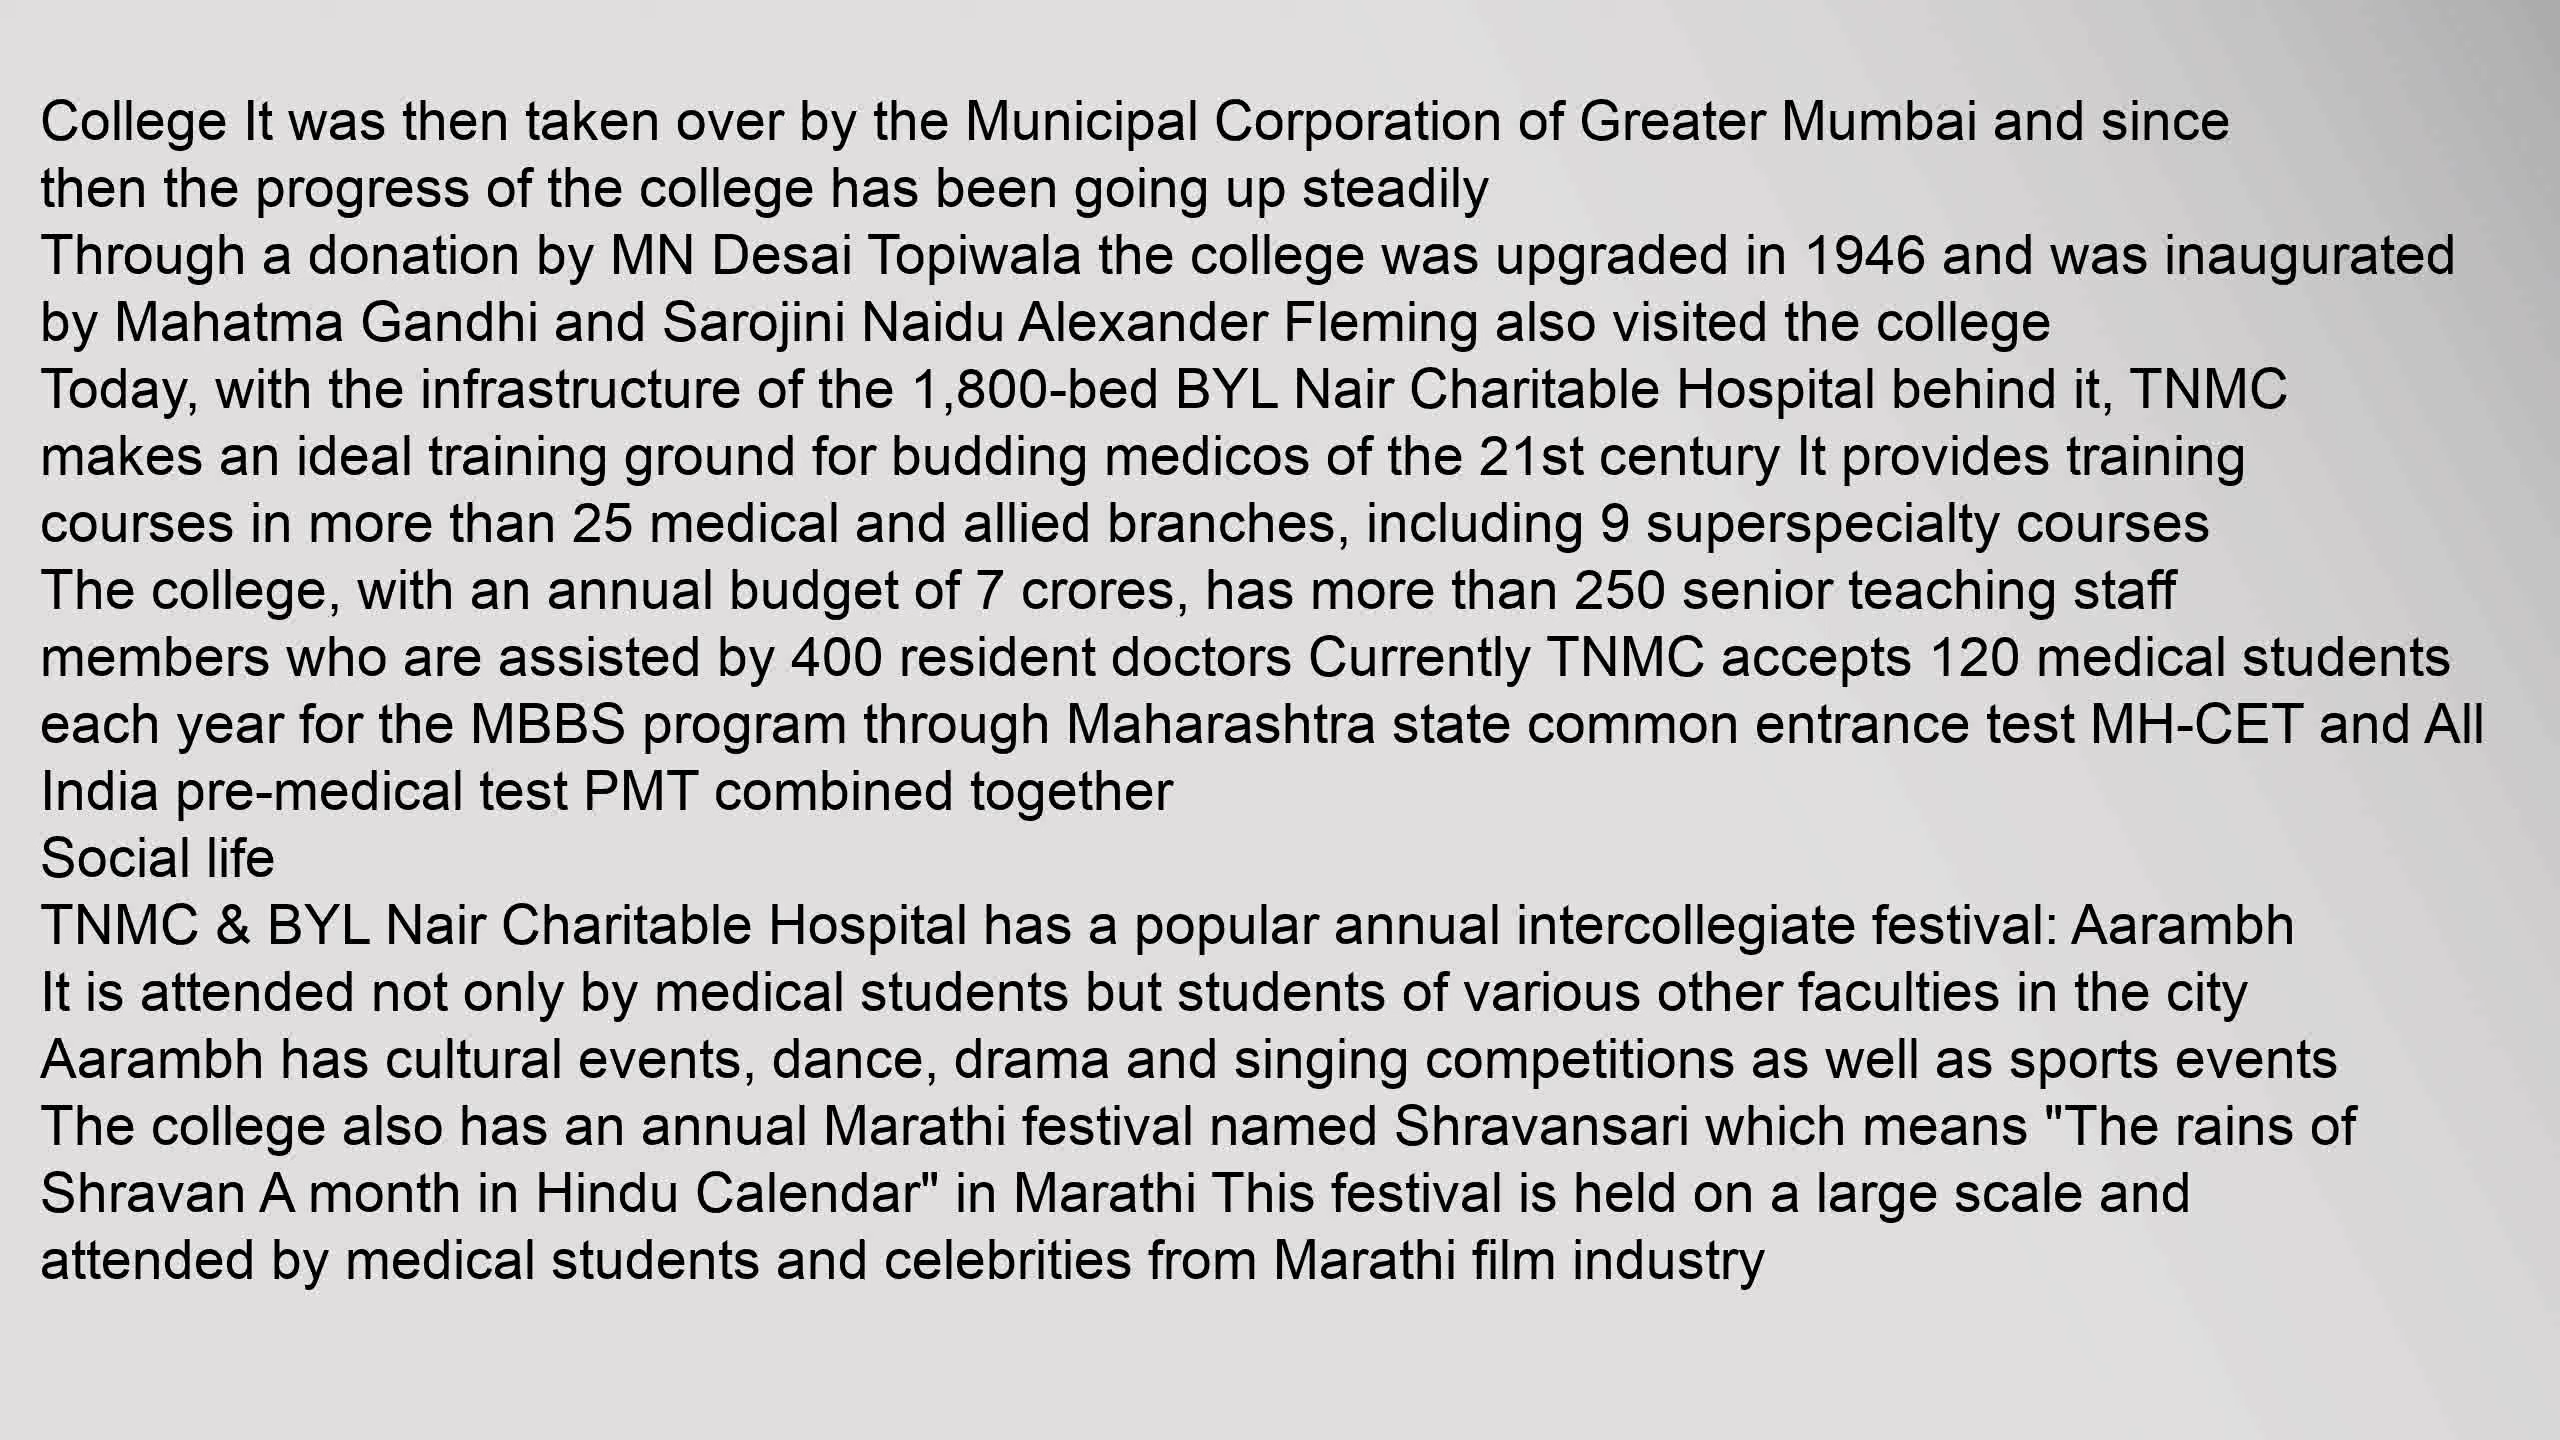 College It was then taken over by the Municipal Corporation of Greater Mumbai and since
then the progress of the college has been going up steadily
Through a donation by MN Desai Topiwala the college was upgraded in 1946 and was inaugurated
by Mahatma Gandhi and Sarojini Naidu Alexander Fleming also visited the college
Today, with the infrastructure of the 1,800-bed BYL Nair Charitable Hospital behind it, TNMC
makes an ideal training ground for budding medicos of the 21st century It provides training
courses in more than 25 medical and allied branches, including 9 superspecialty courses
The college, with an annual budget of 7 crores, has more than 250 senior teaching staff
members who are assisted by 400 resident doctors Currently TNMC accepts 120 medical students
each year for the MBBS program through Maharashtra state common entrance test MH-CET and All
India pre-medical test PMT combined together
Social life
TNMC & BYL Nair Charitable Hospital has a popular annual intercollegiate festival: Aarambh
It is attended not only by medical students but students of various other faculties in the city
Aarambh has cultural events, dance, drama and singing competitions as well as sports events
The college also has an annual Marathi festival named Shravansari which means "The rains of
Shravan A month in Hindu Calendar" in Marathi This festival is held on a large scale and
attended by medical students and celebrities from Marathi film industry